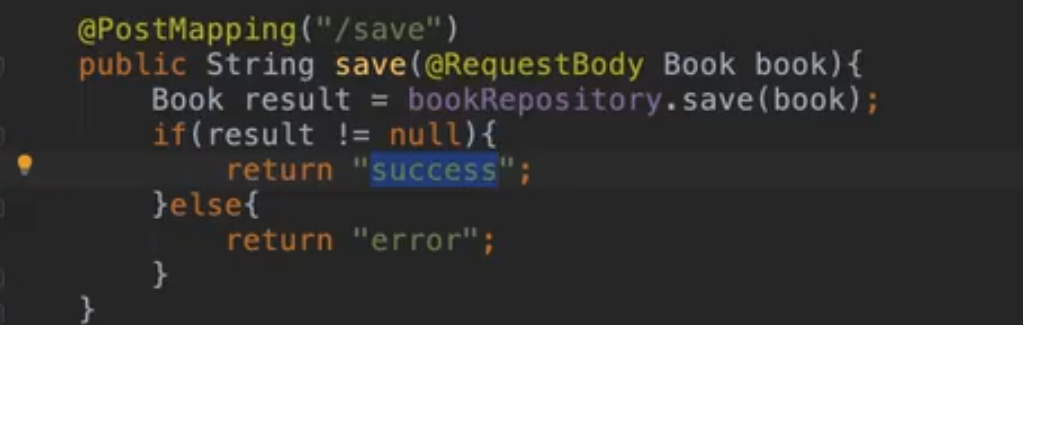 @PostMapping("/save")
public String save(@RequestBody Book book){
Book result = bookRepository.save(book);
if(result != null){
return "success";
}else{
return "error";
}
}